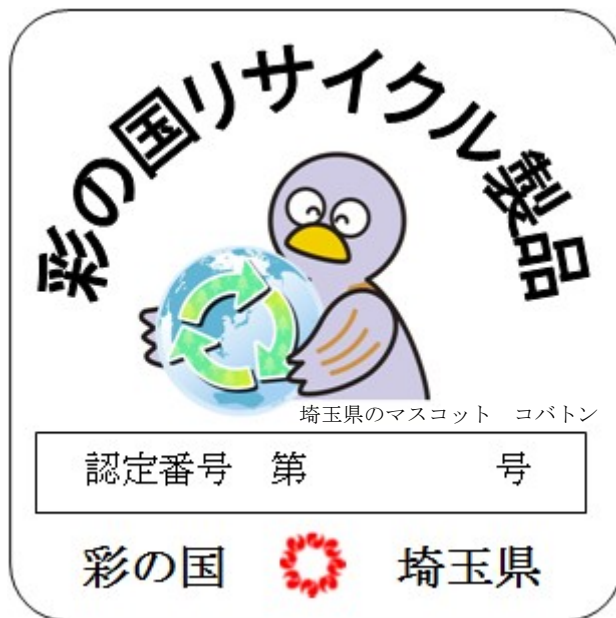 彩の国リサイクル製品
埼玉県のマスコット　コバトン
認定番号　第　　　　　号
彩の国　埼玉県